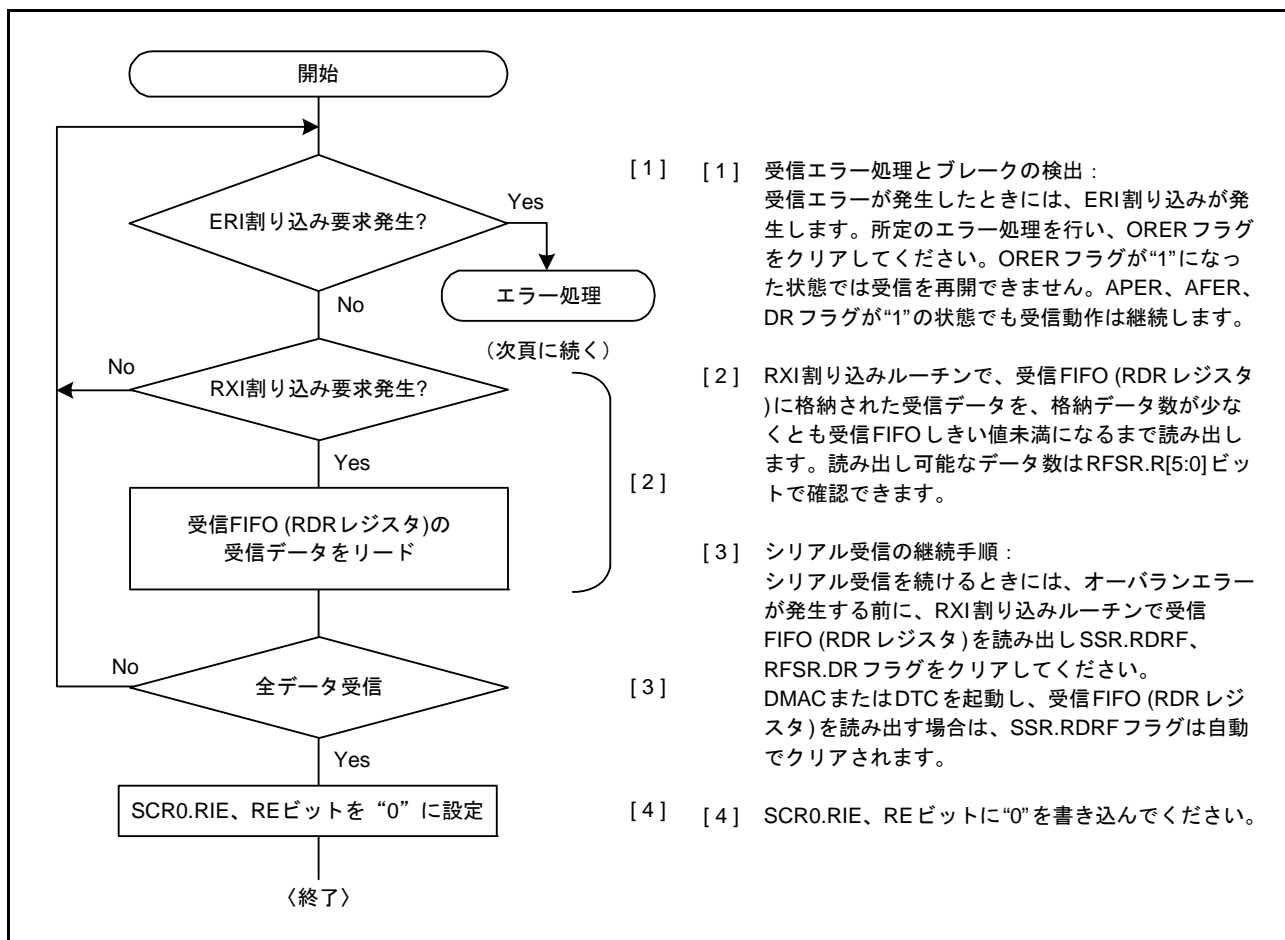 開始
ERI割り込み要求発生?
Yes
エラー処理
(次頁に続く)
No
RXI割り込み要求発生?
No
Yes
受信FIFO (RDRレジスタ)の
受信データをリード
全データ受信
No
Yes
SCR0.RIE、REビットを “0” に設定
〈終了〉
[ 1 ]
[ 2 ]
[ 3 ]
[ 4 ]
[ 1 ] 受信エラー処理とブレークの検出：
受信エラーが発生したときには、ERI割り込みが発
生します。所定のエラー処理を行い、ORERフラグ
をクリアしてください。ORERフラグが“1”になっ
た状態では受信を再開できません。APER、AFER、
DRフラグが“1”の状態でも受信動作は継続します。
[ 2 ] RXI割り込みルーチンで、受信FIFO (RDRレジスタ
)に格納された受信データを、格納データ数が少な
くとも受信FIFOしきい値未満になるまで読み出し
ます。読み出し可能なデータ数はRFSR.R[5:0]ビッ
トで確認できます。
[ 3 ] シリアル受信の継続手順：
シリアル受信を続けるときには、オーバランエラー
が発生する前に、RXI割り込みルーチンで受信
FIFO (RDRレジスタ)を読み出しSSR.RDRF、
RFSR.DRフラグをクリアしてください。
DMACまたはDTCを起動し、受信FIFO (RDRレジ
スタ)を読み出す場合は、SSR.RDRFフラグは自動
でクリアされます。
[ 4 ] SCR0.RIE、REビットに“0”を書き込んでください。